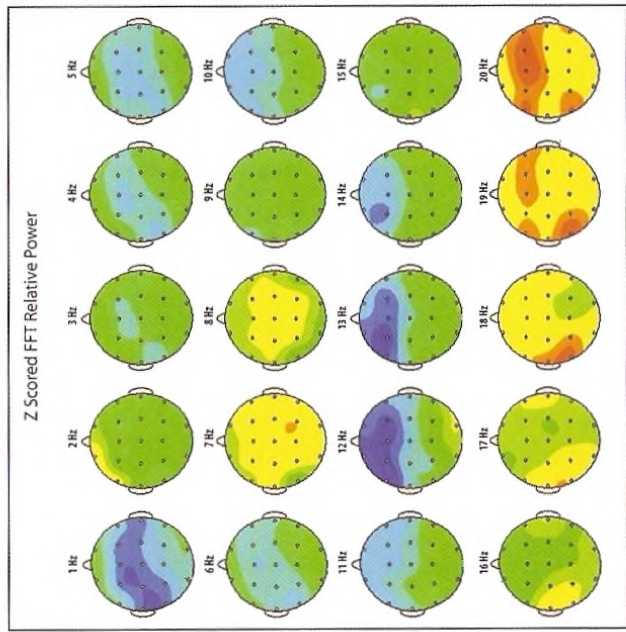 Z Scored FFT Relative Power
1 Hz 2 Hz 3 Hz 4 Hz 5 Hz
6 Hz 7 Hz 8 Hz 9 Hz 10 Hz
11 Hz 12 Hz 13 Hz 14 Hz 15 Hz
16 Hz 17 Hz 18 Hz 19 Hz 20 Hz